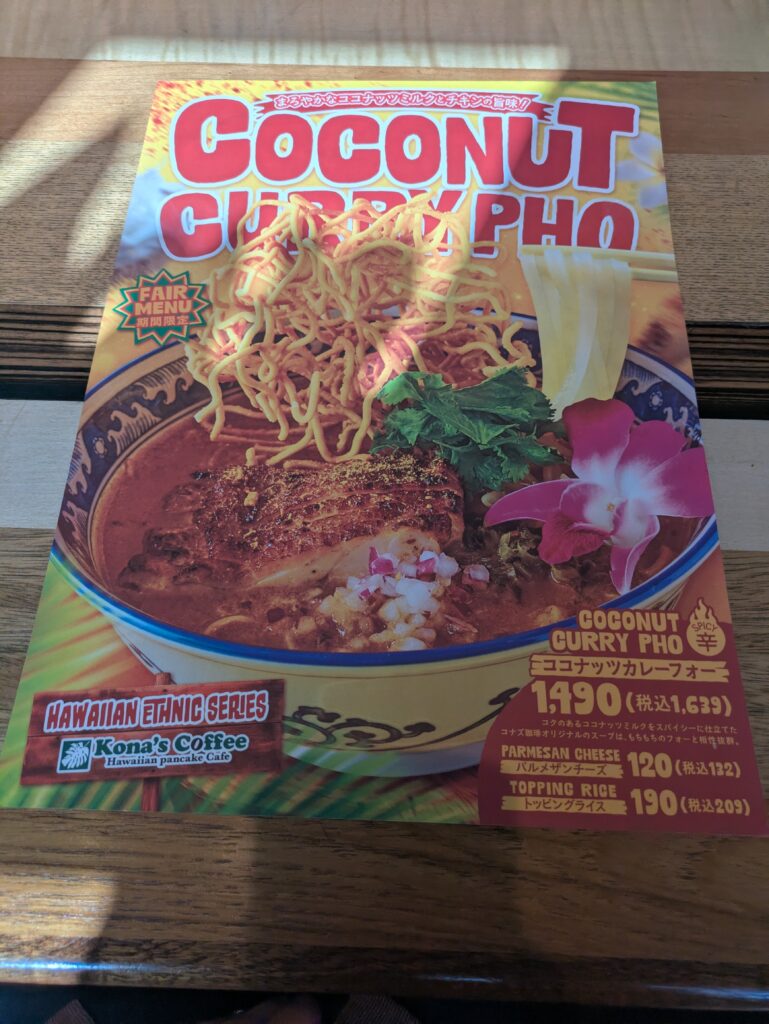 まろやかなココナッツミルクとチキンの旨味!
COCONUT
CURRY PHO
FAIR
MENU
期間限定
COCONUT
CURRY PHO
SPICY
辛
ココナッツカレーフォー
1,490(税込1,639)
コクのあるココナッツミルクをスパイシーに仕立てた
コナズ珈琲オリジナルのスープは、もちもちのフォーと相性抜群。
PARMESAN CHEESE
パルメザンチーズ
120(税込132)
TOPPING RICE
トッピングライス
190(税込209)
HAWAIIAN ETHNIC SERIES
Kona's Coffee
Hawaiian pancake Cafe